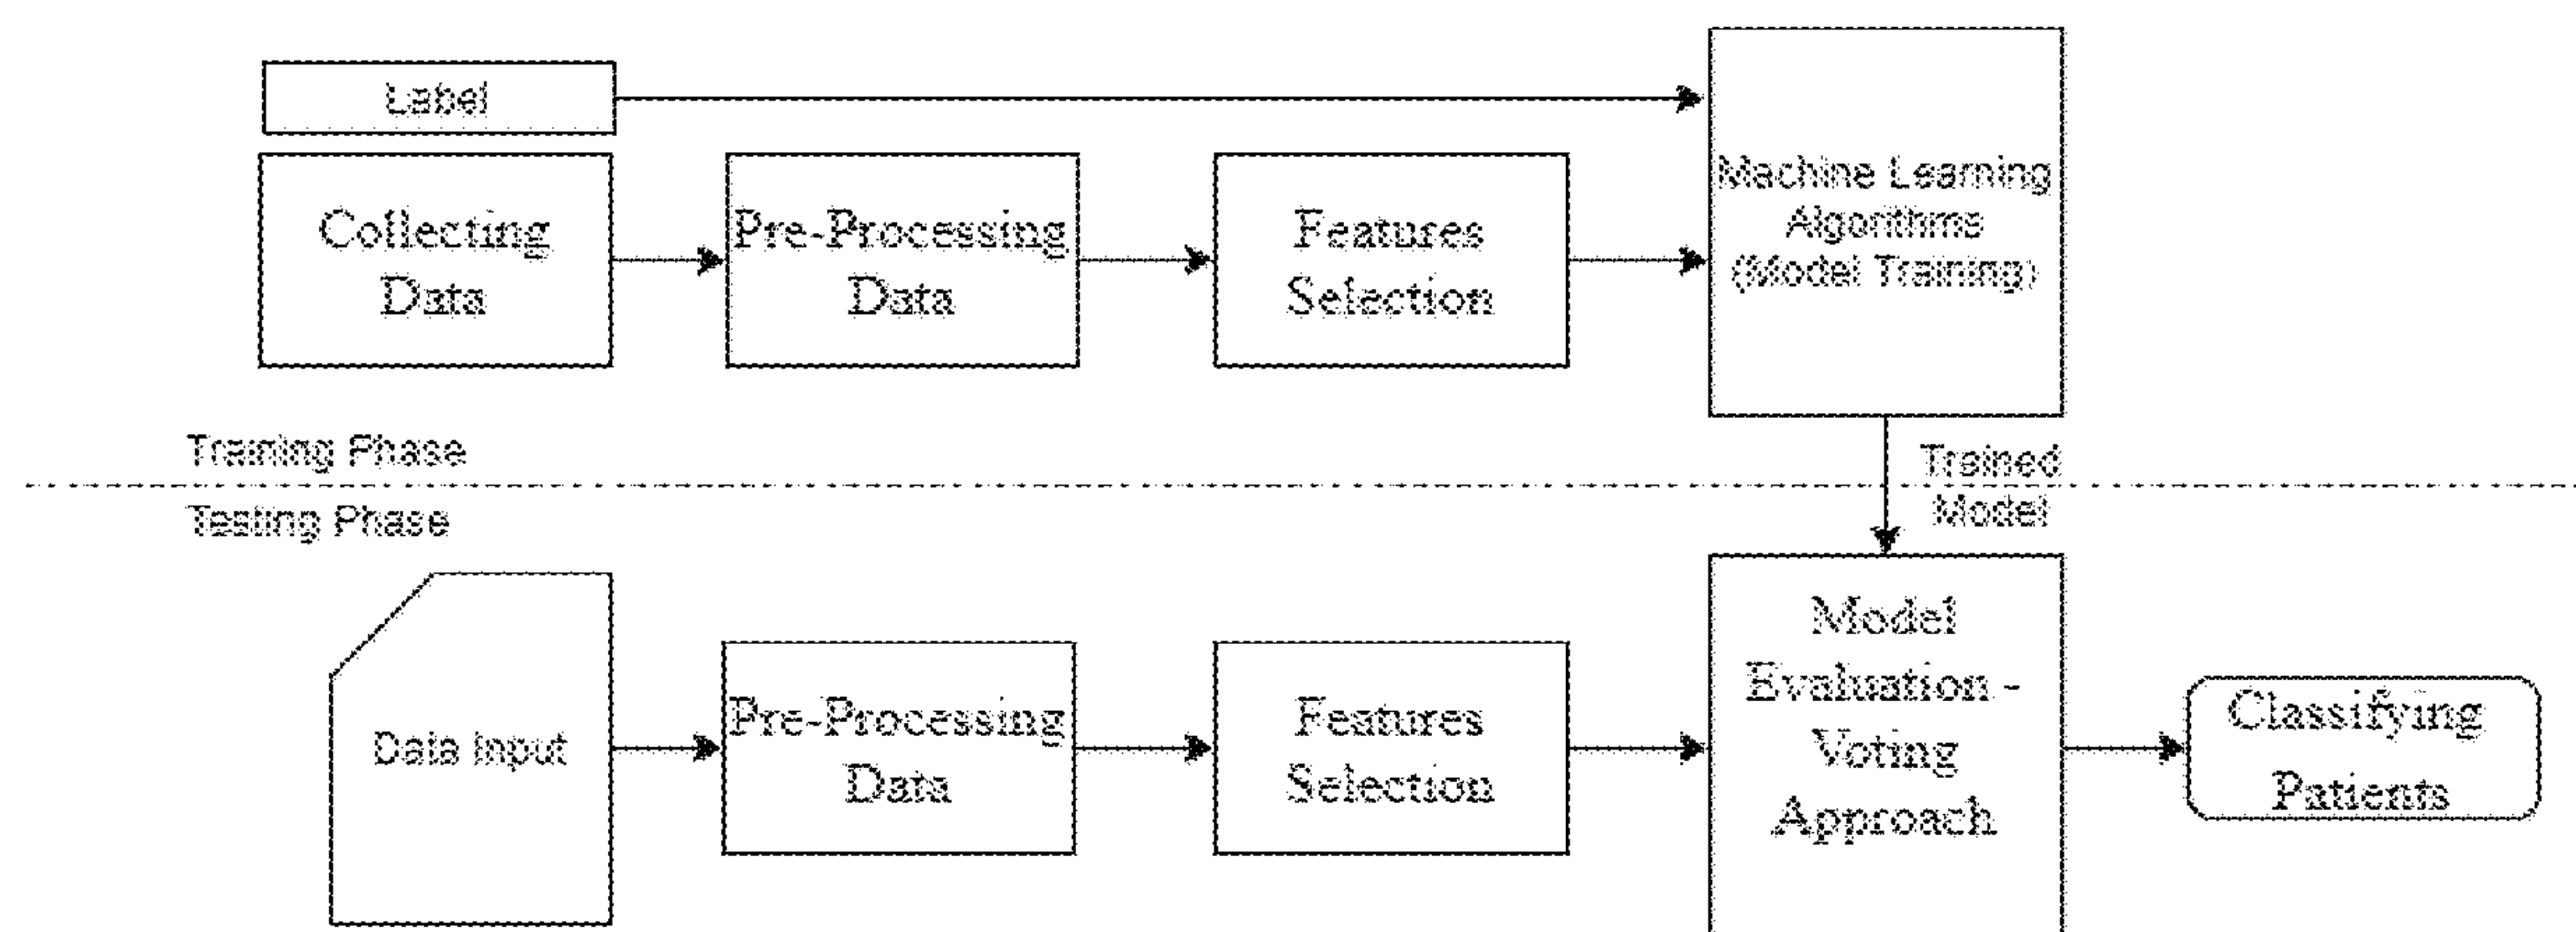 Label
Collecting
Data
Pre-Processing
Data
Features
Selection
Machine Learning
Algorithms
(Model Training)
Training Phase
Trained
Model
Testing Phase
Data Input
Pre-Processing
Data
Features
Selection
Model
Evaluation -
Voting
Approach
Classifying
Patients